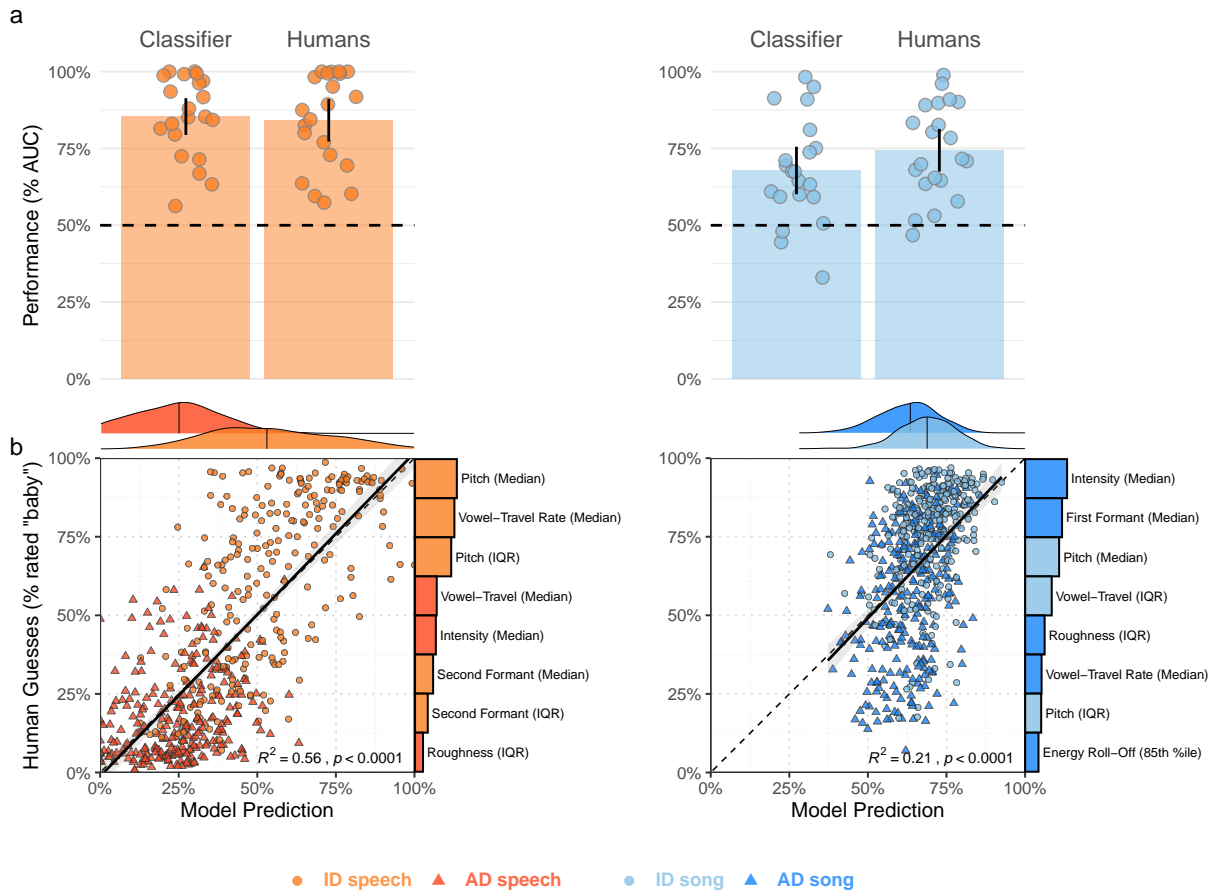 a
Classifier Humans
Classifier Humans
Performance (% AUC)
100%
75%
50%
25%
0%
100%
75%
50%
25%
0%
b
Human Guesses (% rated "baby")
100%
75%
50%
25%
0%
0% 25% 50% 75% 100%
Model Prediction
R² = 0.56 , p < 0.0001
Pitch (Median)
Vowel−Travel Rate (Median)
Pitch (IQR)
Vowel−Travel (Median)
Intensity (Median)
Second Formant (Median)
Second Formant (IQR)
Roughness (IQR)
100%
75%
50%
25%
0%
0% 25% 50% 75% 100%
Model Prediction
R² = 0.21 , p < 0.0001
Intensity (Median)
First Formant (Median)
Pitch (Median)
Vowel−Travel (IQR)
Roughness (IQR)
Vowel−Travel Rate (Median)
Pitch (IQR)
Energy Roll−Off (85th %ile)
ID speech AD speech ID song AD song